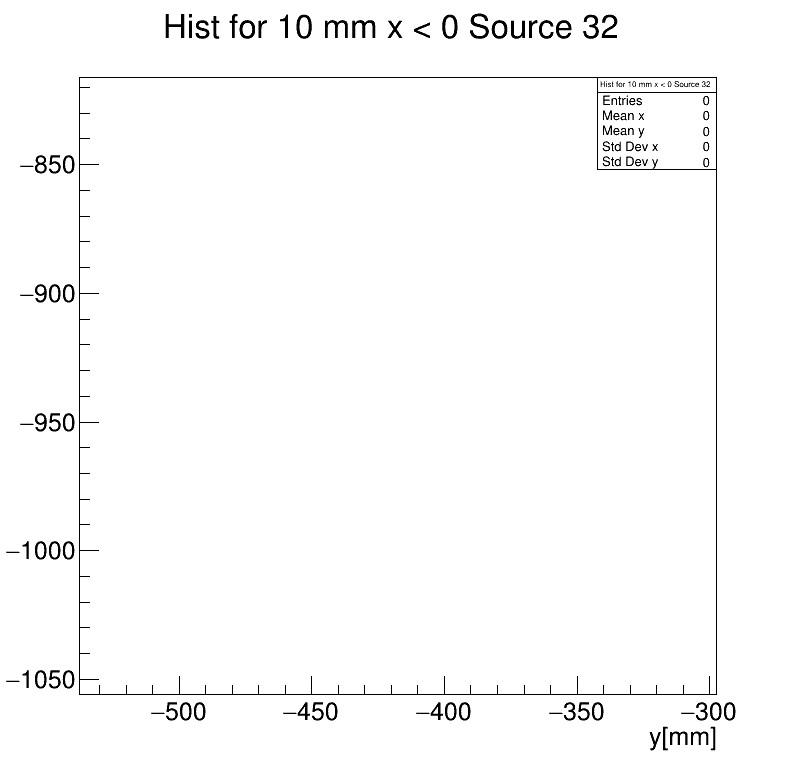 Hist for 10 mm x < 0 Source 32
Hist for 10 mm x < 0 Source 32
Entries 0
Mean x 0
Mean y 0
Std Dev x 0
Std Dev y 0
−850
−900
−950
−1000
−1050
−500 −450 −400 −350 −300
y[mm]